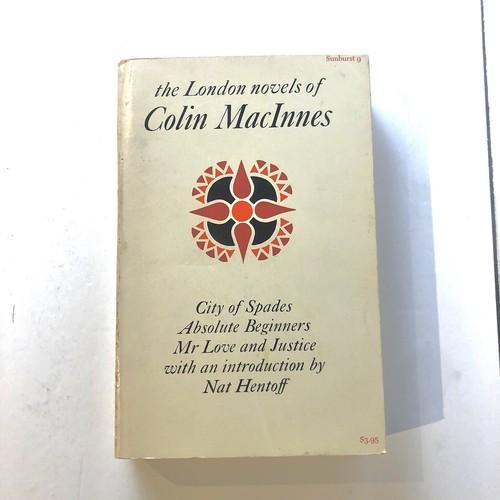 Sunburst 9
the London novels of
Colin MacInnes
City of Spades
Absolute Beginners
Mr Love and Justice
with an introduction by
Nat Hentoff
$3.95